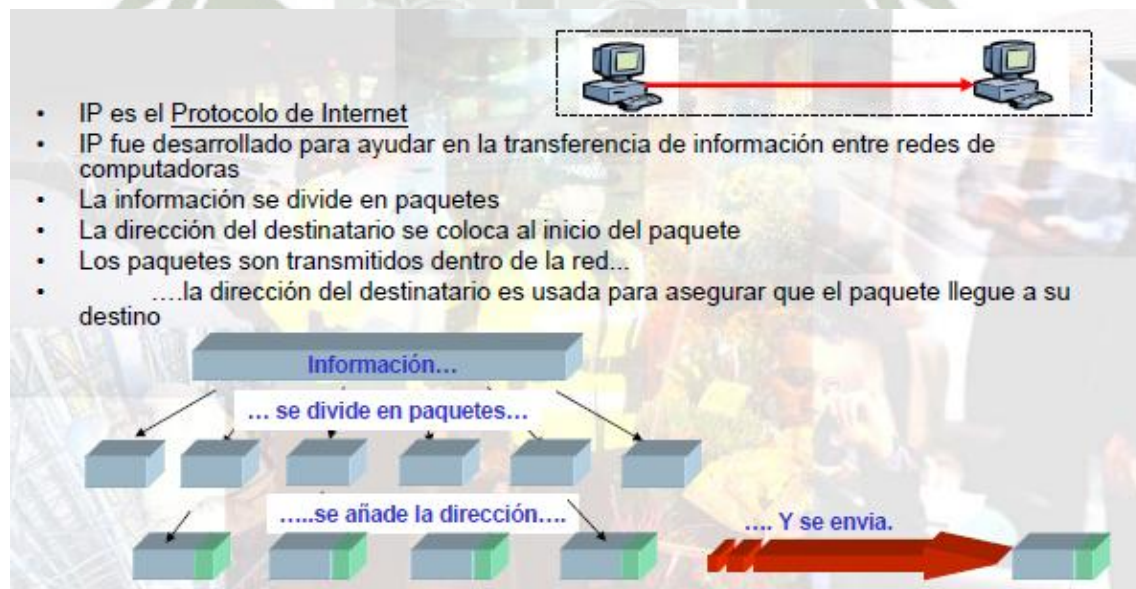 • IP es el Protocolo de Internet
• IP fue desarrollado para ayudar en la transferencia de información entre redes de
computadoras
• La información se divide en paquetes
• La dirección del destinatario se coloca al inicio del paquete
• Los paquetes son transmitidos dentro de la red...
• ….la dirección del destinatario es usada para asegurar que el paquete llegue a su
destino
Información…
… se divide en paquetes…
…..se añade la dirección….
…. Y se envia.